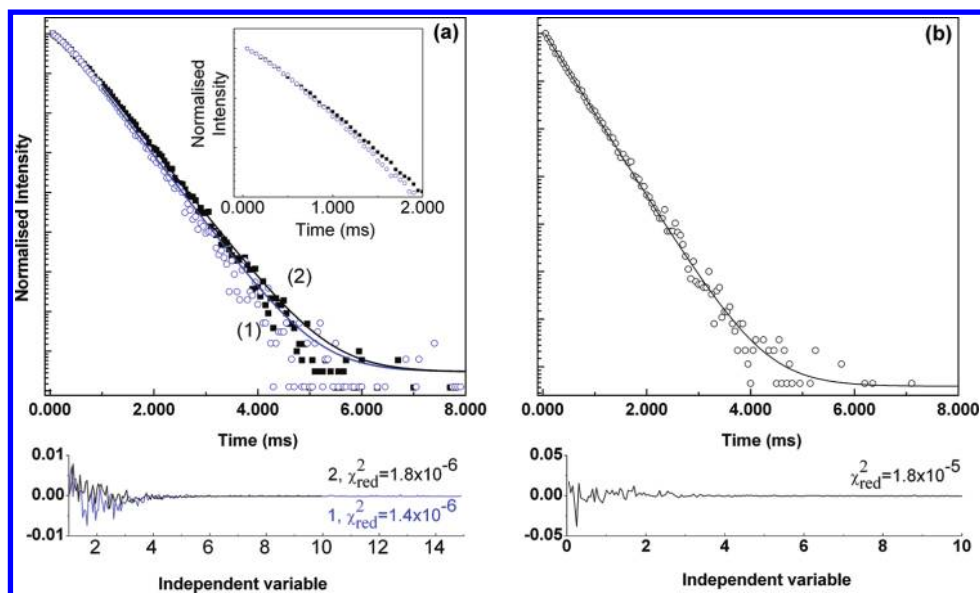 (a)
Normalised Intensity
Normalised
Intensity
0.000 1.000 2.000
Time (ms)
(2)
(1)
0.000 2.000 4.000 6.000 8.000
Time (ms)
0.01
0.00
-0.01
2, χ²red=1.8x10-6
1, χ²red=1.4x10-6
2 4 6 8 10 12 14
Independent variable
(b)
0.000 2.000 4.000 6.000 8.000
Time (ms)
0.05
0.00
-0.05
χ²red=1.8x10-5
0 2 4 6 8 10
Independent variable